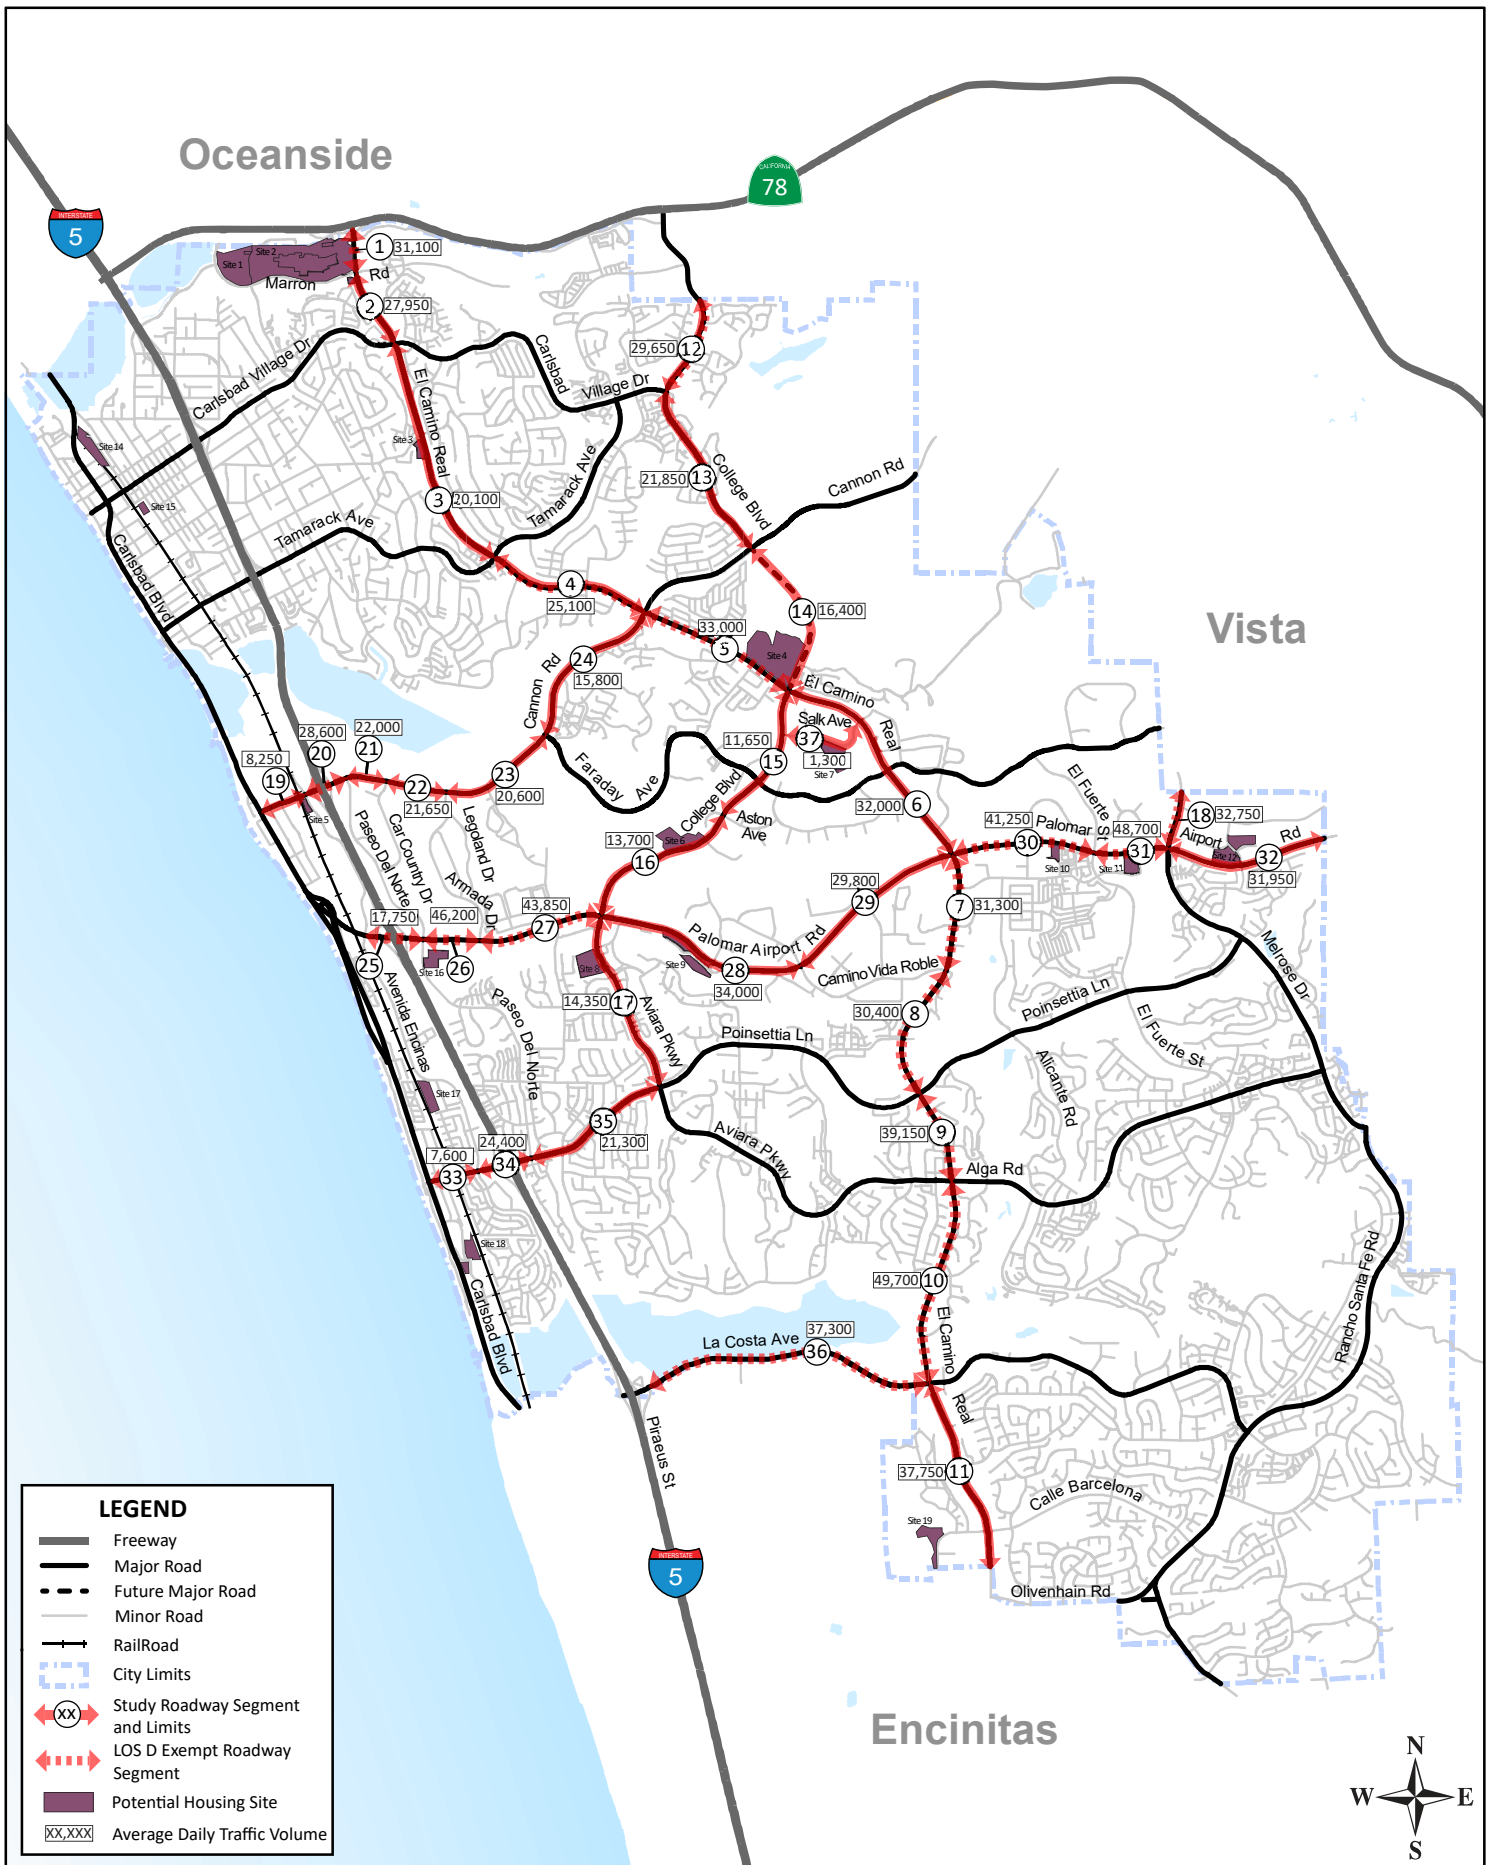 Oceanside
CALIFORNIA
78
INTERSTATE
5
1
31,100
Site 1
Site 2
Marron
Rd
2
27,950
Carlsbad Village Dr
Carlsbad
Village Dr
29,650
12
El Camino Real
Site 3
Site 14
Site 15
3
20,100
Tamarack Ave
Tamarack Ave
21,850
13
College Blvd
Cannon Rd
Carlsbad Blvd
4
25,100
33,000
5
14
16,400
Vista
Site 4
24
15,800
Cannon
Rd
El Camino
Real
Salk Ave
37
1,300
Site 7
11,650
15
28,600
20
22,000
21
8,250
19
22
21,650
23
20,600
Faraday
Ave
Site 5
Paseo Del Norte
Car Country Dr
Legoland Dr
Armada Dr
College Blvd
Aston
Ave
13,700
Site 6
16
32,000
6
41,250
30
Palomar
El Fuerte St
48,700
31
Airport
Rd
18
32,750
Site 10
Site 11
Site 12
32
31,950
29,800
29
7
31,300
17,750
46,200
43,850
27
25
26
Site 16
Palomar Airport Rd
28
34,000
Site 8
Site 9
Camino Vida Roble
Melrose Dr
Avenida Encinas
14,350
17
Aviara Pkwy
30,400
8
Poinsettia Ln
Poinsettia Ln
El Fuerte St
Paseo Del Norte
Alicante Rd
Site 17
35
21,300
39,150
9
Aviara Pkwy
24,400
34
7,600
33
Alga Rd
Site 18
Carlsbad Blvd
49,700
10
El Camino
Real
La Costa Ave
37,300
36
Rancho Santa Fe Rd
Piraeus St
37,750
11
Calle Barcelona
Site 19
Olivenhain Rd
INTERSTATE
5
Encinitas
LEGEND
Freeway
Major Road
Future Major Road
Minor Road
RailRoad
City Limits
XX
Study Roadway Segment
and Limits
LOS D Exempt Roadway
Segment
Potential Housing Site
XX,XXX
Average Daily Traffic Volume
N
W
E
S